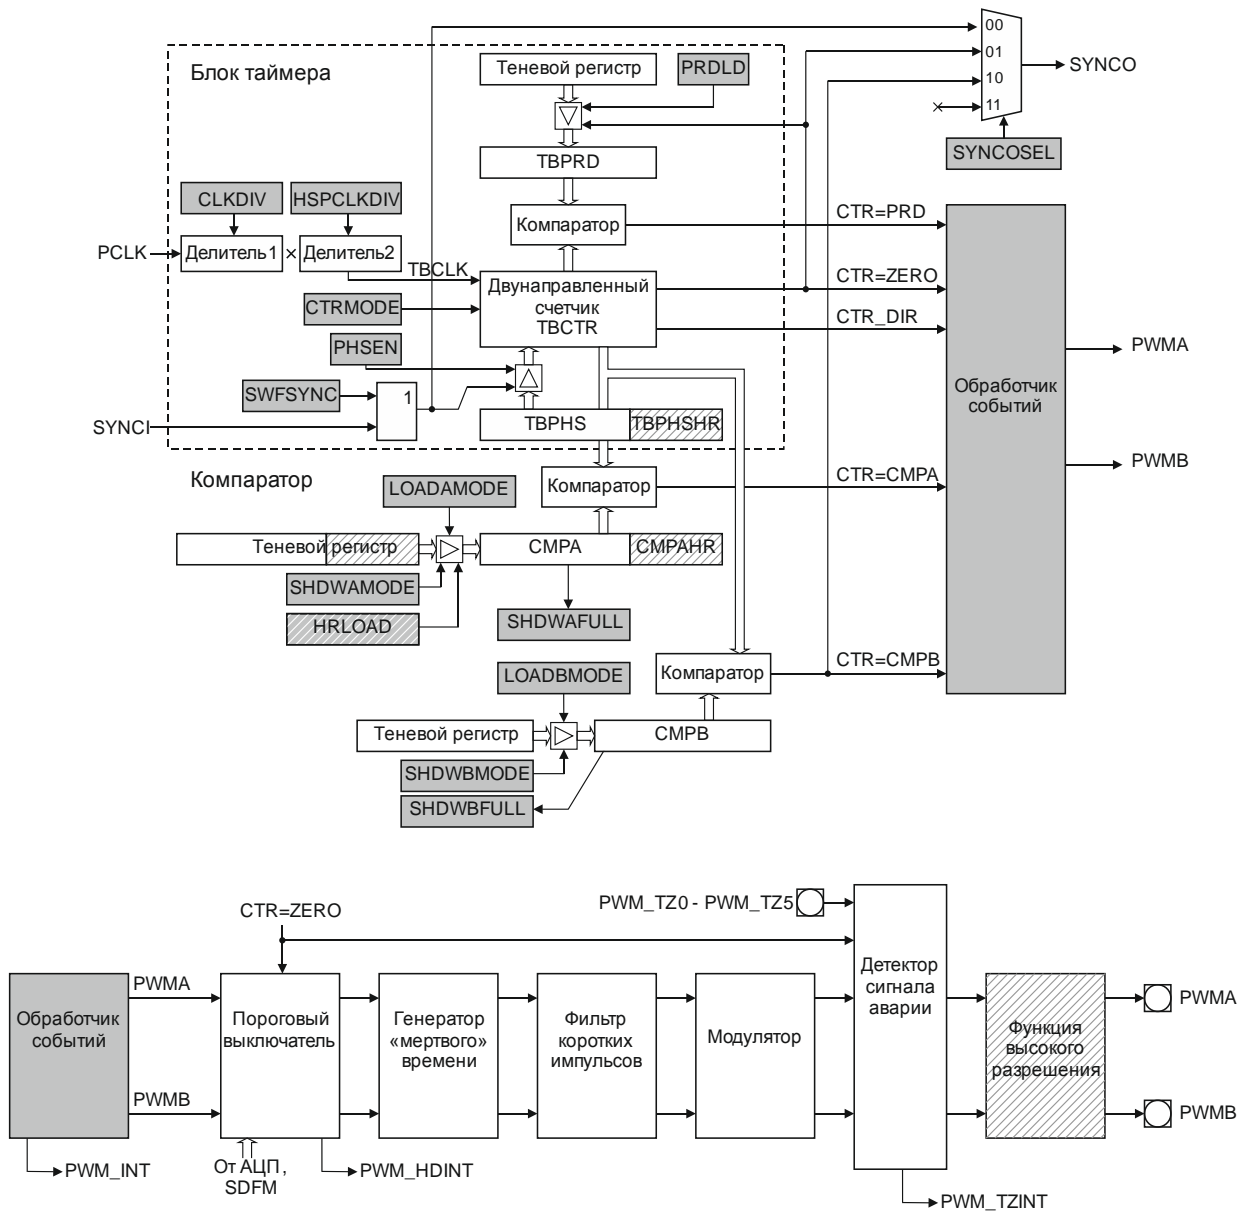 00
Блок таймера
Теневой регистр
PRDLD
01
SYNCO
10
11
SYNCOSEL
TBPRD
CLKDIV
HSPCLKDIV
Компаратор
CTR=PRD
PCLK
Делитель1
×
Делитель2
TBCLK
Двунаправленный
счетчик
TBCTR
CTR=ZERO
CTRMODE
CTR_DIR
PHSEN
PWMA
Обработчик
событий
SWFSYNC
1
SYNCI
TBPHS
TBPHSHR
PWMB
Компаратор
Компаратор
CTR=CMPA
LOADAMODE
Теневой регистр
CMPA
CMPAHR
SHDWAMODE
HRLOAD
SHDWAFULL
CTR=CMPB
LOADBMODE
Компаратор
Теневой регистр
CMPB
SHDWBMODE
SHDWBFULL
CTR=ZERO
PWM_TZ0 - PWM_TZ5
PWMA
Обработчик
событий
Пороговый
выключатель
Генератор
«мертвого»
времени
Фильтр
коротких
импульсов
Модулятор
Детектор
сигнала
аварии
Функция
высокого
разрешения
PWMA
PWMB
PWMB
PWM_INT
От АЦП,
SDFM
PWM_HDINT
PWM_TZINT